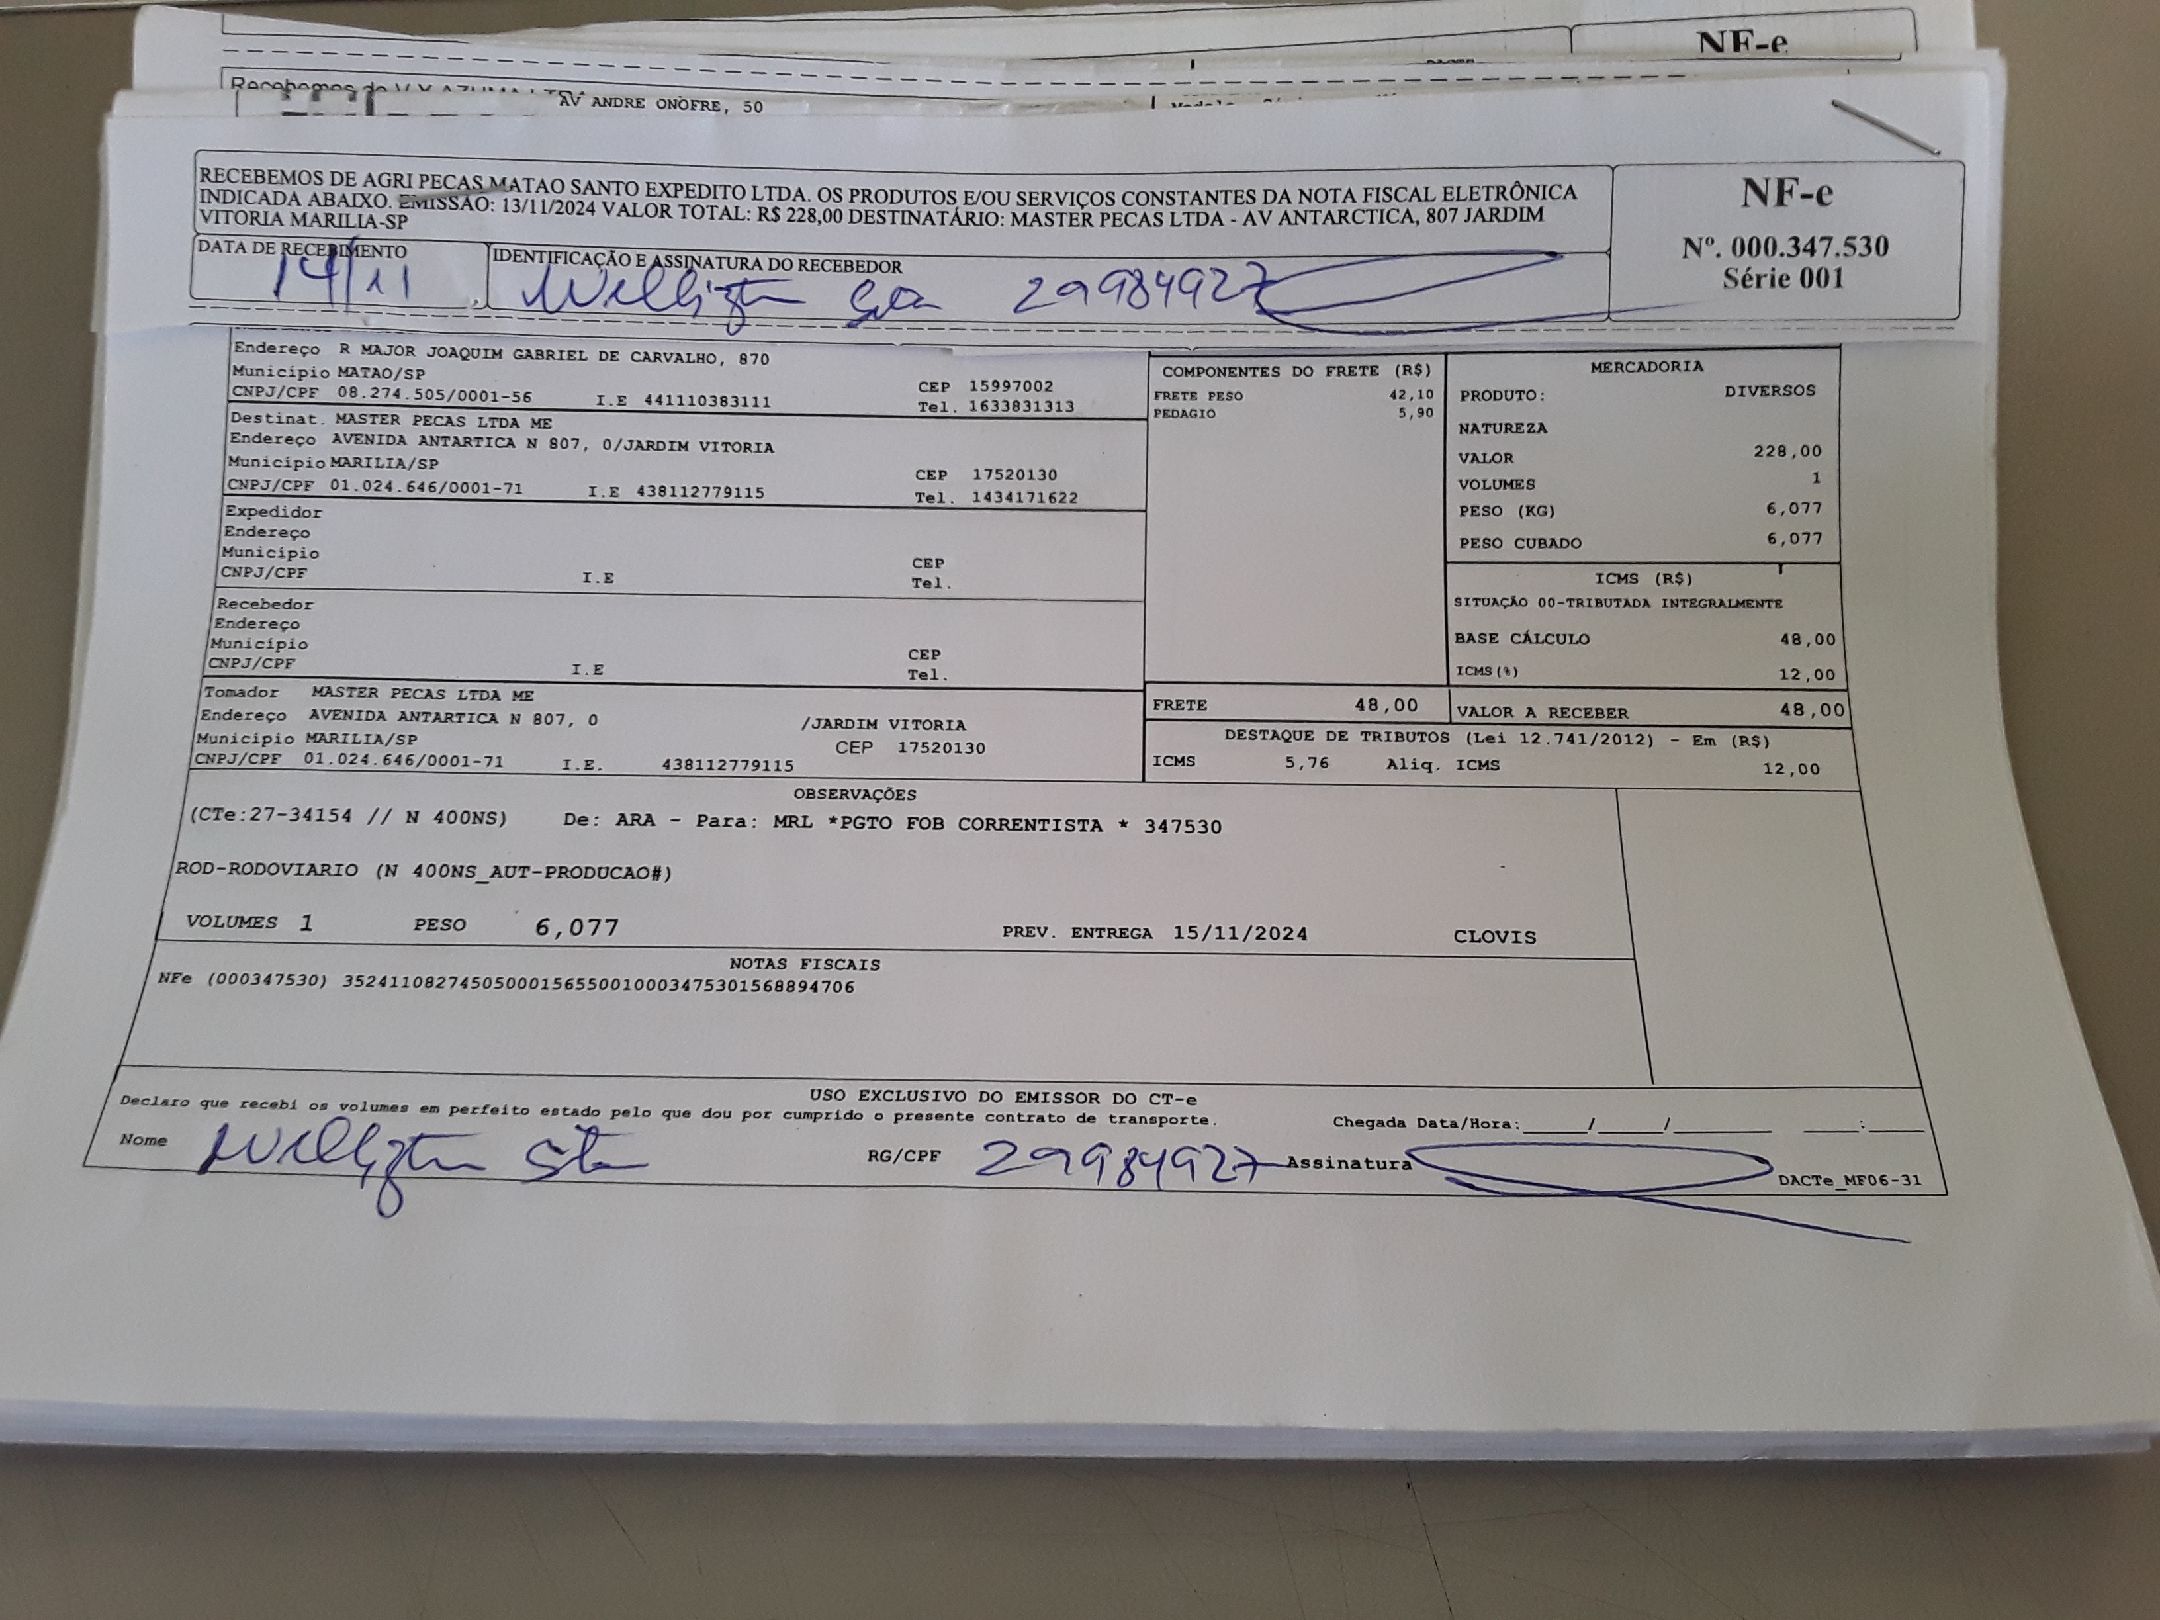 NF-e
Recebemos de
AV ANDRE ONOFRE, 50
RECEBEMOS DE AGRI PECAS MATAO SANTO EXPEDITO LTDA. OS PRODUTOS E/OU SERVIÇOS CONSTANTES DA NOTA FISCAL ELETRÔNICA
INDICADA ABAIXO. EMISSÃO: 13/11/2024 VALOR TOTAL: R$ 228,00 DESTINATÁRIO: MASTER PECAS LTDA - AV ANTARCTICA, 807 JARDIM
VITORIA MARILIA-SP
NF-e
Nº. 000.347.530
Série 001
DATA DE RECEBIMENTO
14/11
IDENTIFICAÇÃO E ASSINATURA DO RECEBEDOR
29984927
Endereço R MAJOR JOAQUIM GABRIEL DE CARVALHO, 870
Município MATAO/SP CEP 15997002
CNPJ/CPF 08.274.505/0001-56 I.E 441110383111 Tel. 1633831313
Destinat. MASTER PECAS LTDA ME
Endereço AVENIDA ANTARTICA N 807, 0/JARDIM VITORIA
Município MARILIA/SP CEP 17520130
CNPJ/CPF 01.024.646/0001-71 I.E 438112779115 Tel. 1434171622
Expedidor
Endereço
Município CEP
CNPJ/CPF I.E Tel.
Recebedor
Endereço
Município CEP
CNPJ/CPF I.E Tel.
Tomador MASTER PECAS LTDA ME
Endereço AVENIDA ANTARTICA N 807, 0 /JARDIM VITORIA
Município MARILIA/SP CEP 17520130
CNPJ/CPF 01.024.646/0001-71 I.E. 438112779115
COMPONENTES DO FRETE (R$)
FRETE PESO 42,10
PEDAGIO 5,90
FRETE 48,00
MERCADORIA
PRODUTO: DIVERSOS
NATUREZA
VALOR 228,00
VOLUMES 1
PESO (KG) 6,077
PESO CUBADO 6,077
ICMS (R$)
SITUAÇÃO 00-TRIBUTADA INTEGRALMENTE
BASE CÁLCULO 48,00
ICMS(%) 12,00
VALOR A RECEBER 48,00
DESTAQUE DE TRIBUTOS (Lei 12.741/2012) - Em (R$)
ICMS 5,76 Aliq. ICMS 12,00
OBSERVAÇÕES
(CTe:27-34154 // N 400NS) De: ARA - Para: MRL *PGTO FOB CORRENTISTA * 347530
ROD-RODOVIARIO (N 400NS_AUT-PRODUCAO#)
VOLUMES 1 PESO 6,077 PREV. ENTREGA 15/11/2024 CLOVIS
NOTAS FISCAIS
NFe (000347530) 35241108274505000156550010003475301568894706
USO EXCLUSIVO DO EMISSOR DO CT-e
Declaro que recebi os volumes em perfeito estado pelo que dou por cumprido o presente contrato de transporte.
Chegada Data/Hora:_____/_____/________ ____:____
Nome RG/CPF 29984927 Assinatura
DACTe_MF06-31